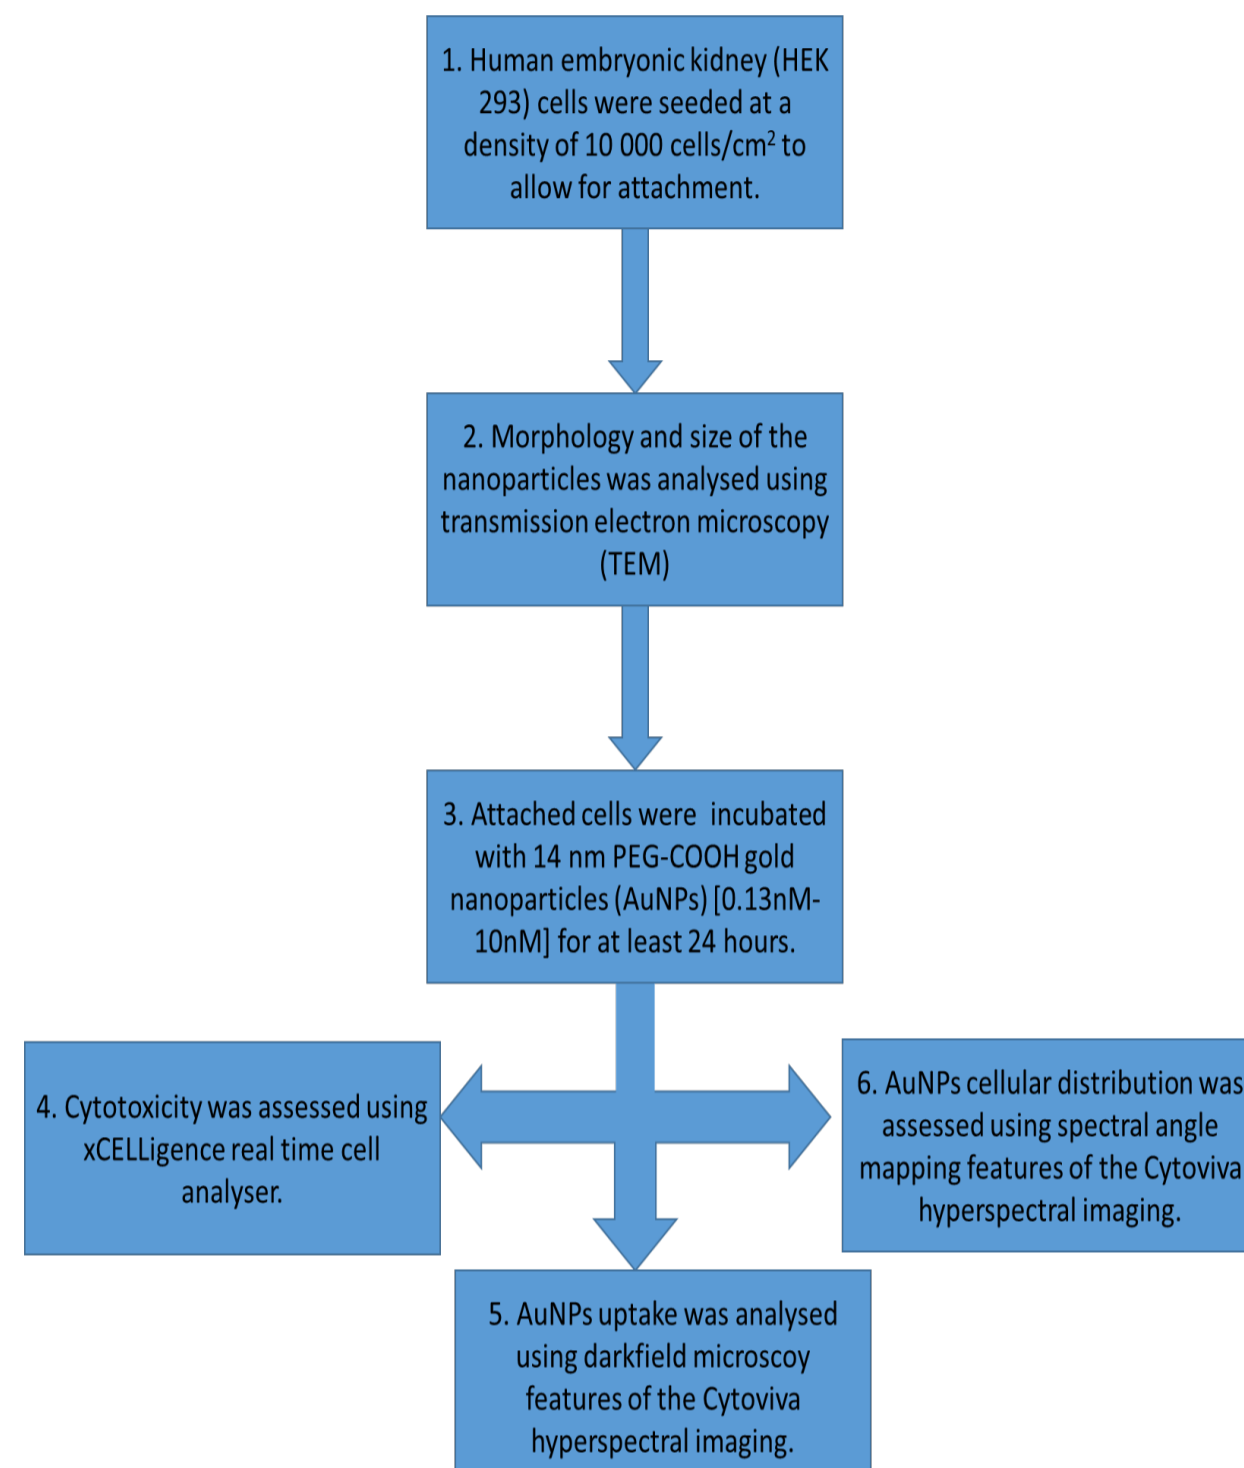 1. Human embryonic kidney (HEK
293) cells were seeded at a
density of 10 000 cells/cm² to
allow for attachment.
2. Morphology and size of the
nanoparticles was analysed using
transmission electron microscopy
(TEM)
3. Attached cells were incubated
with 14 nm PEG-COOH gold
nanoparticles (AuNPs) [0.13nM-
10nM] for at least 24 hours.
4. Cytotoxicity was assessed using
xCELLigence real time cell
analyser.
5. AuNPs uptake was analysed
using darkfield microscoy
features of the Cytoviva
hyperspectral imaging.
6. AuNPs cellular distribution was
assessed using spectral angle
mapping features of the Cytoviva
hyperspectral imaging.